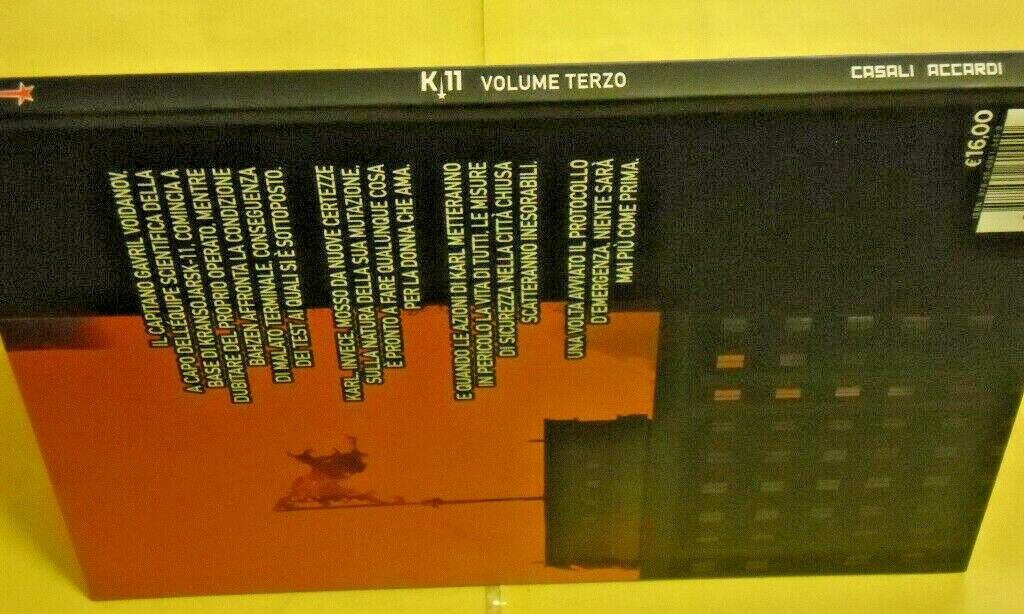 K-11 VOLUME TERZO
CASALI ACCARDI
IL CAPITANO GAVRIL VOIDANOV,
A CAPO DELL'ÉQUIPE SCIENTIFICA DELLA
BASE DI KRANSOJARSK-11, COMINCIA A
DUBITARE DEL PROPRIO OPERATO, MENTRE
BARZEN AFFRONTA LA CONDIZIONE
DI MALATO TERMINALE, CONSEGUENZA
DEI TEST AI QUALI SI È SOTTOPOSTO.
KARL, INVECE, MOSSO DA NUOVE CERTEZZE
SULLA NATURA DELLA SUA MUTAZIONE,
È PRONTO A FARE QUALUNQUE COSA
PER LA DONNA CHE AMA.
E QUANDO LE AZIONI DI KARL METTERANNO
IN PERICOLO LA VITA DI TUTTI, LE MISURE
DI SICUREZZA NELLA CITTÀ CHIUSA
SCATTERANNO INESORABILI.
UNA VOLTA AVVIATO IL PROTOCOLLO
D'EMERGENZA, NIENTE SARÀ
MAI PIÙ COME PRIMA.
€16,00